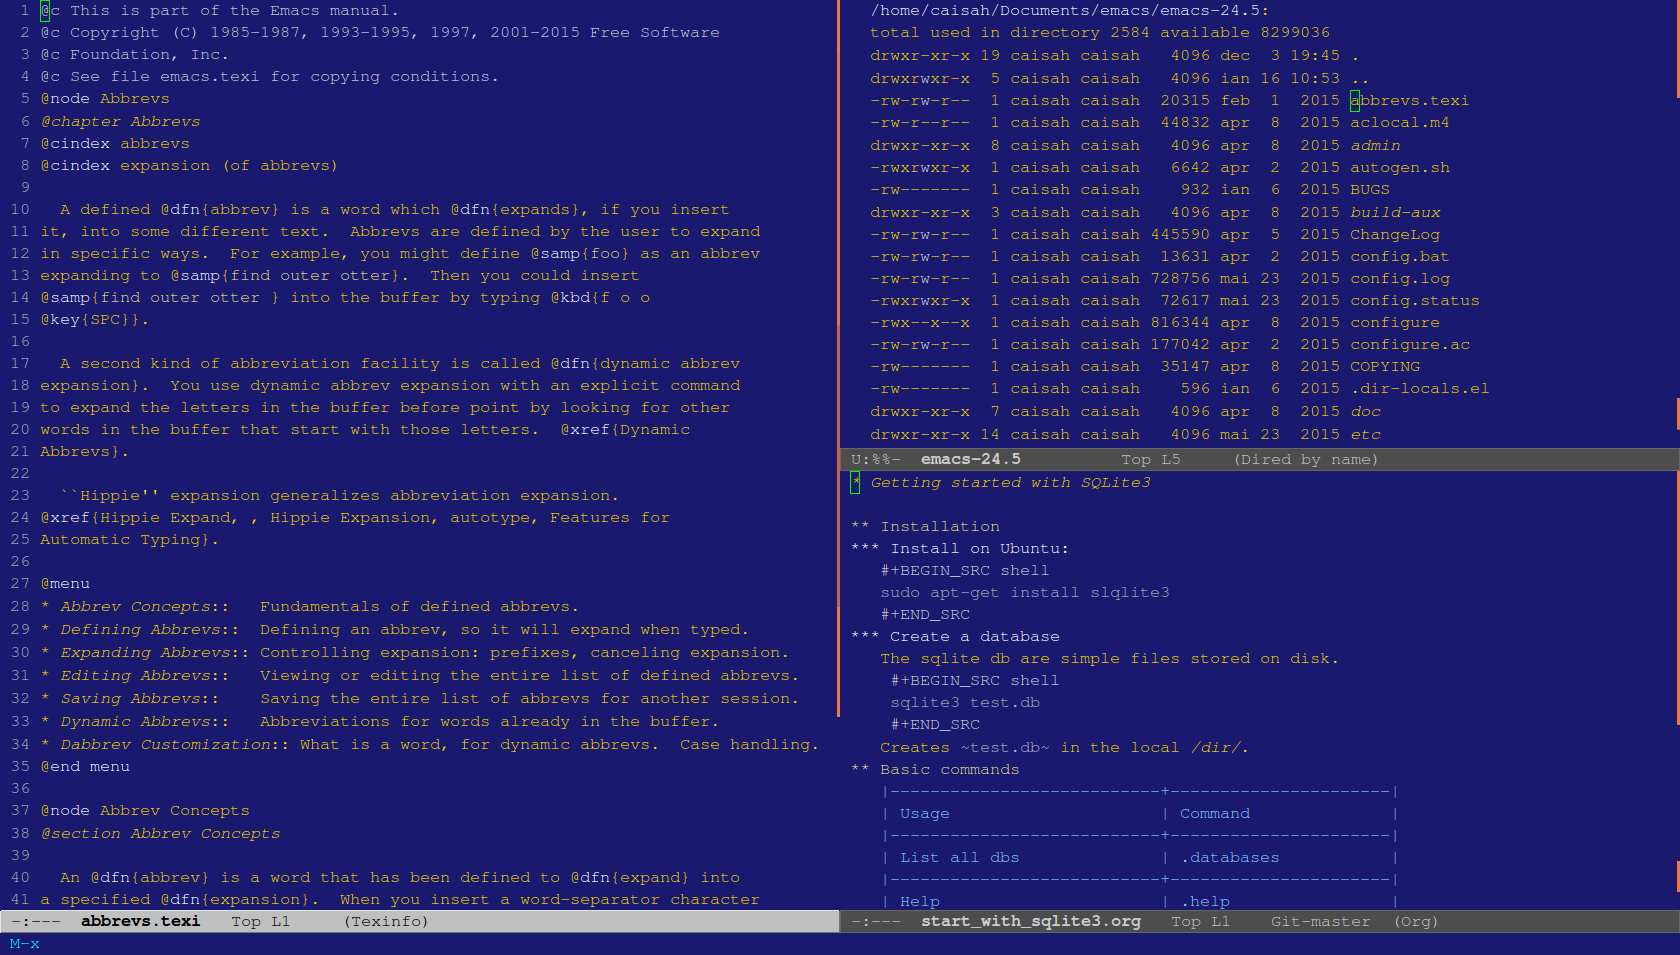 1 @c This is part of the Emacs manual.
2 @c Copyright (C) 1985-1987, 1993-1995, 1997, 2001-2015 Free Software
3 @c Foundation, Inc.
4 @c See file emacs.texi for copying conditions.
5 @node Abbrevs
6 @chapter Abbrevs
7 @cindex abbrevs
8 @cindex expansion (of abbrevs)
9
10   A defined @dfn{abbrev} is a word which @dfn{expands}, if you insert
11 it, into some different text.  Abbrevs are defined by the user to expand
12 in specific ways.  For example, you might define @samp{foo} as an abbrev
13 expanding to @samp{find outer otter}.  Then you could insert
14 @samp{find outer otter } into the buffer by typing @kbd{f o o
15 @key{SPC}}.
16
17   A second kind of abbreviation facility is called @dfn{dynamic abbrev
18 expansion}.  You use dynamic abbrev expansion with an explicit command
19 to expand the letters in the buffer before point by looking for other
20 words in the buffer that start with those letters.  @xref{Dynamic
21 Abbrevs}.
22
23   ``Hippie'' expansion generalizes abbreviation expansion.
24 @xref{Hippie Expand, , Hippie Expansion, autotype, Features for
25 Automatic Typing}.
26
27 @menu
28 * Abbrev Concepts::   Fundamentals of defined abbrevs.
29 * Defining Abbrevs::  Defining an abbrev, so it will expand when typed.
30 * Expanding Abbrevs:: Controlling expansion: prefixes, canceling expansion.
31 * Editing Abbrevs::   Viewing or editing the entire list of defined abbrevs.
32 * Saving Abbrevs::    Saving the entire list of abbrevs for another session.
33 * Dynamic Abbrevs::   Abbreviations for words already in the buffer.
34 * Dabbrev Customization:: What is a word, for dynamic abbrevs.  Case handling.
35 @end menu
36
37 @node Abbrev Concepts
38 @section Abbrev Concepts
39
40   An @dfn{abbrev} is a word that has been defined to @dfn{expand} into
41 a specified @dfn{expansion}.  When you insert a word-separator character
-:---  abbrevs.texi   Top L1     (Texinfo)
/home/caisah/Documents/emacs/emacs-24.5:
total used in directory 2584 available 8299036
drwxr-xr-x 19 caisah caisah   4096 dec  3 19:45 .
drwxrwxr-x  5 caisah caisah   4096 ian 16 10:53 ..
-rw-rw-r--  1 caisah caisah  20315 feb  1  2015 abbrevs.texi
-rw-r--r--  1 caisah caisah  44832 apr  8  2015 aclocal.m4
drwxr-xr-x  8 caisah caisah   4096 apr  8  2015 admin
-rwxrwxr-x  1 caisah caisah   6642 apr  2  2015 autogen.sh
-rw-------  1 caisah caisah    932 ian  6  2015 BUGS
drwxr-xr-x  3 caisah caisah   4096 apr  8  2015 build-aux
-rw-rw-r--  1 caisah caisah 445590 apr  5  2015 ChangeLog
-rw-rw-r--  1 caisah caisah  13631 apr  2  2015 config.bat
-rw-rw-r--  1 caisah caisah 728756 mai 23  2015 config.log
-rwxrwxr-x  1 caisah caisah  72617 mai 23  2015 config.status
-rwx--x--x  1 caisah caisah 816344 apr  8  2015 configure
-rw-rw-r--  1 caisah caisah 177042 apr  2  2015 configure.ac
-rw-------  1 caisah caisah  35147 apr  8  2015 COPYING
-rw-------  1 caisah caisah    596 ian  6  2015 .dir-locals.el
drwxr-xr-x  7 caisah caisah   4096 apr  8  2015 doc
drwxr-xr-x 14 caisah caisah   4096 mai 23  2015 etc
U:%%-  emacs-24.5          Top L5     (Dired by name)
* Getting started with SQLite3
** Installation
*** Install on Ubuntu:
#+BEGIN_SRC shell
sudo apt-get install slqlite3
#+END_SRC
*** Create a database
The sqlite db are simple files stored on disk.
#+BEGIN_SRC shell
sqlite3 test.db
#+END_SRC
Creates ~test.db~ in the local /dir/.
** Basic commands
|---------------------------+----------------------|
| Usage                     | Command              |
|---------------------------+----------------------|
| List all dbs              | .databases           |
|---------------------------+----------------------|
| Help                      | .help                |
-:---  start_with_sqlite3.org   Top L1    Git-master  (Org)
M-x